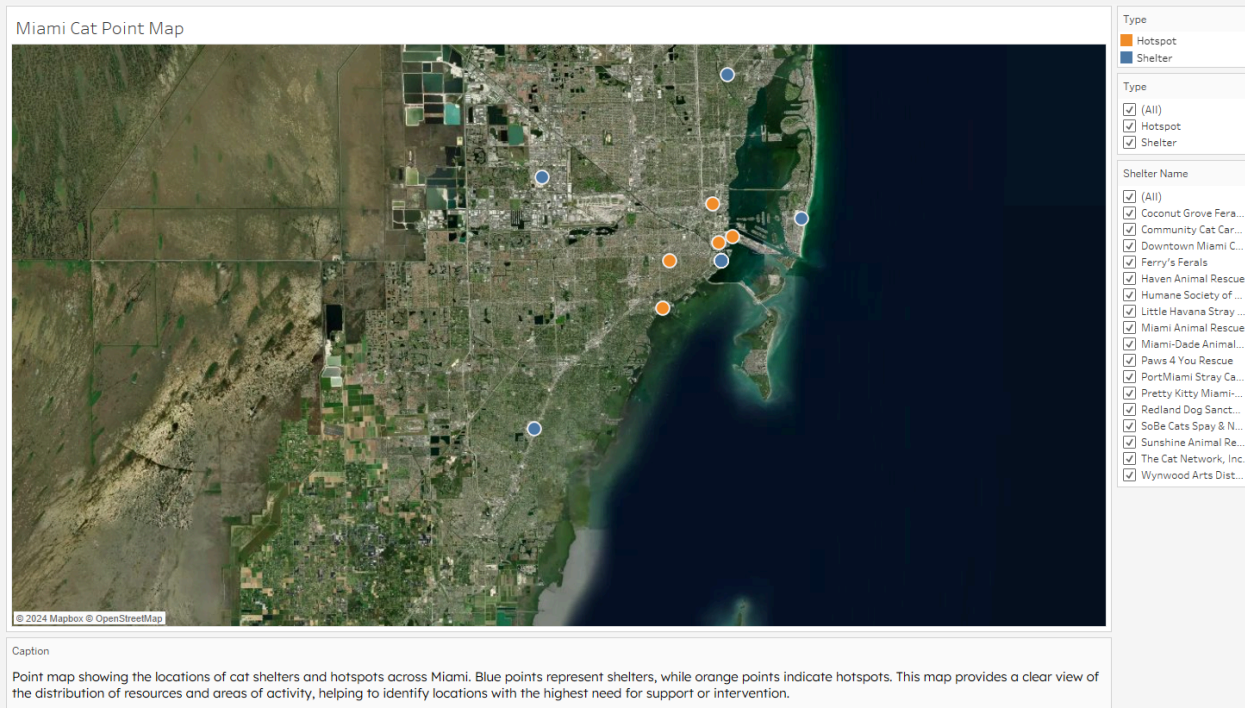 Miami Cat Point Map
© 2024 Mapbox © OpenStreetMap
Caption
Point map showing the locations of cat shelters and hotspots across Miami. Blue points represent shelters, while orange points indicate hotspots. This map provides a clear view of
the distribution of resources and areas of activity, helping to identify locations with the highest need for support or intervention.
Type
Hotspot
Shelter
Type
(All)
Hotspot
Shelter
Shelter Name
(All)
Coconut Grove Fera...
Community Cat Car...
Downtown Miami C...
Ferry's Ferals
Haven Animal Rescue
Humane Society of ...
Little Havana Stray ...
Miami Animal Rescue
Miami-Dade Animal...
Paws 4 You Rescue
PortMiami Stray Ca...
Pretty Kitty Miami-...
Redland Dog Sanct...
SoBe Cats Spay & N...
Sunshine Animal Re...
The Cat Network, Inc.
Wynwood Arts Dist...